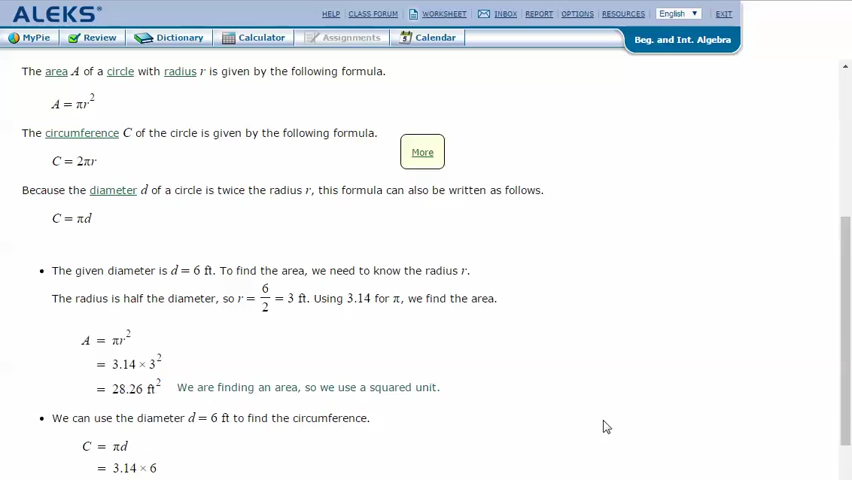 ALEKS®
HELP CLASS FORUM WORKSHEET INBOX REPORT OPTIONS RESOURCES English EXIT
MyPie Review Dictionary Calculator Assignments Calendar
Beg. and Int. Algebra
The area A of a circle with radius r is given by the following formula.
A = πr²
The circumference C of the circle is given by the following formula.
C = 2πr
More
Because the diameter d of a circle is twice the radius r, this formula can also be written as follows.
C = πd
• The given diameter is d = 6 ft. To find the area, we need to know the radius r.
The radius is half the diameter, so r = 6/2 = 3 ft. Using 3.14 for π, we find the area.
A = πr²
= 3.14 × 3²
= 28.26 ft² We are finding an area, so we use a squared unit.
• We can use the diameter d = 6 ft to find the circumference.
C = πd
= 3.14 × 6